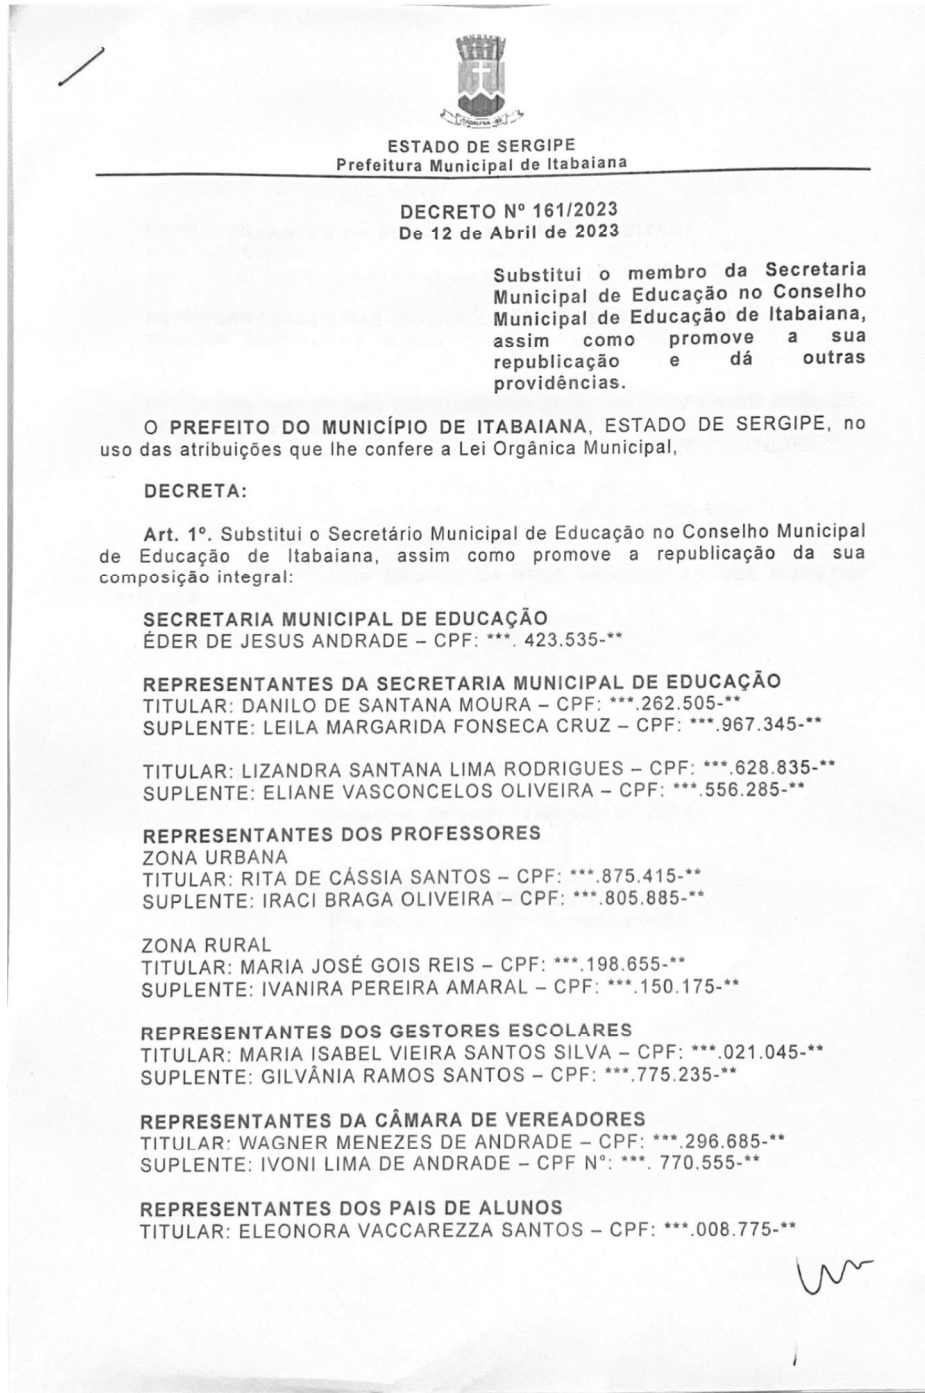 ESTADO DE SERGIPE
Prefeitura Municipal de Itabaiana
DECRETO Nº 161/2023
De 12 de Abril de 2023
Substitui o membro da Secretaria
Municipal de Educação no Conselho
Municipal de Educação de Itabaiana,
assim como promove a sua
republicação e dá outras
providências.
O PREFEITO DO MUNICÍPIO DE ITABAIANA, ESTADO DE SERGIPE, no
uso das atribuições que lhe confere a Lei Orgânica Municipal,
DECRETA:
Art. 1º. Substitui o Secretário Municipal de Educação no Conselho Municipal
de Educação de Itabaiana, assim como promove a republicação da sua
composição integral:
SECRETARIA MUNICIPAL DE EDUCAÇÃO
ÉDER DE JESUS ANDRADE – CPF: ***. 423.535-**
REPRESENTANTES DA SECRETARIA MUNICIPAL DE EDUCAÇÃO
TITULAR: DANILO DE SANTANA MOURA – CPF: ***.262.505-**
SUPLENTE: LEILA MARGARIDA FONSECA CRUZ – CPF: ***.967.345-**
TITULAR: LIZANDRA SANTANA LIMA RODRIGUES – CPF: ***.628.835-**
SUPLENTE: ELIANE VASCONCELOS OLIVEIRA – CPF: ***.556.285-**
REPRESENTANTES DOS PROFESSORES
ZONA URBANA
TITULAR: RITA DE CÁSSIA SANTOS – CPF: ***.875.415-**
SUPLENTE: IRACI BRAGA OLIVEIRA – CPF: ***.805.885-**
ZONA RURAL
TITULAR: MARIA JOSÉ GOIS REIS – CPF: ***.198.655-**
SUPLENTE: IVANIRA PEREIRA AMARAL – CPF: ***.150.175-**
REPRESENTANTES DOS GESTORES ESCOLARES
TITULAR: MARIA ISABEL VIEIRA SANTOS SILVA – CPF: ***.021.045-**
SUPLENTE: GILVÂNIA RAMOS SANTOS – CPF: ***.775.235-**
REPRESENTANTES DA CÂMARA DE VEREADORES
TITULAR: WAGNER MENEZES DE ANDRADE – CPF: ***.296.685-**
SUPLENTE: IVONI LIMA DE ANDRADE – CPF Nº: ***. 770.555-**
REPRESENTANTES DOS PAIS DE ALUNOS
TITULAR: ELEONORA VACCAREZZA SANTOS – CPF: ***.008.775-**